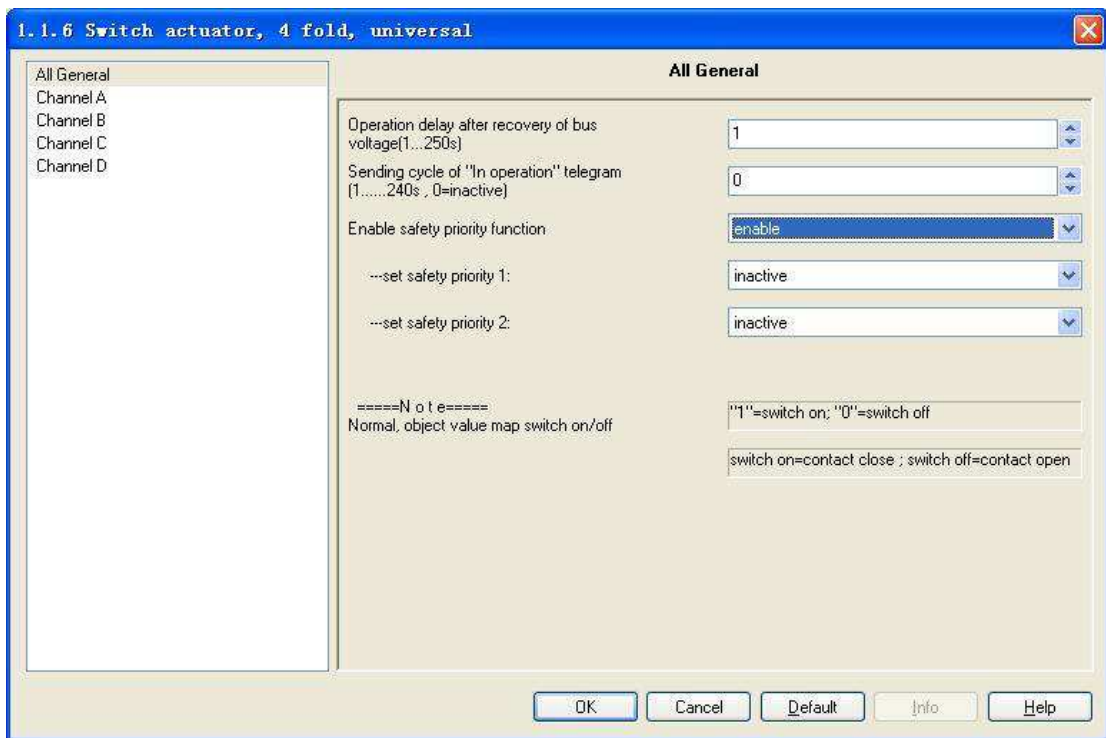 1.1.6 Switch actuator, 4 fold, universal
All General
Channel A
Channel B
Channel C
Channel D
All General
Operation delay after recovery of bus
voltage(1...250s)
1
Sending cycle of "In operation" telegram
(1......240s , 0=inactive)
0
Enable safety priority function
enable
---set safety priority 1:
inactive
---set safety priority 2:
inactive
=====N o t e=====
Normal, object value map switch on/off
"1"=switch on; "0"=switch off
switch on=contact close ; switch off=contact open
OK
Cancel
Default
Info
Help